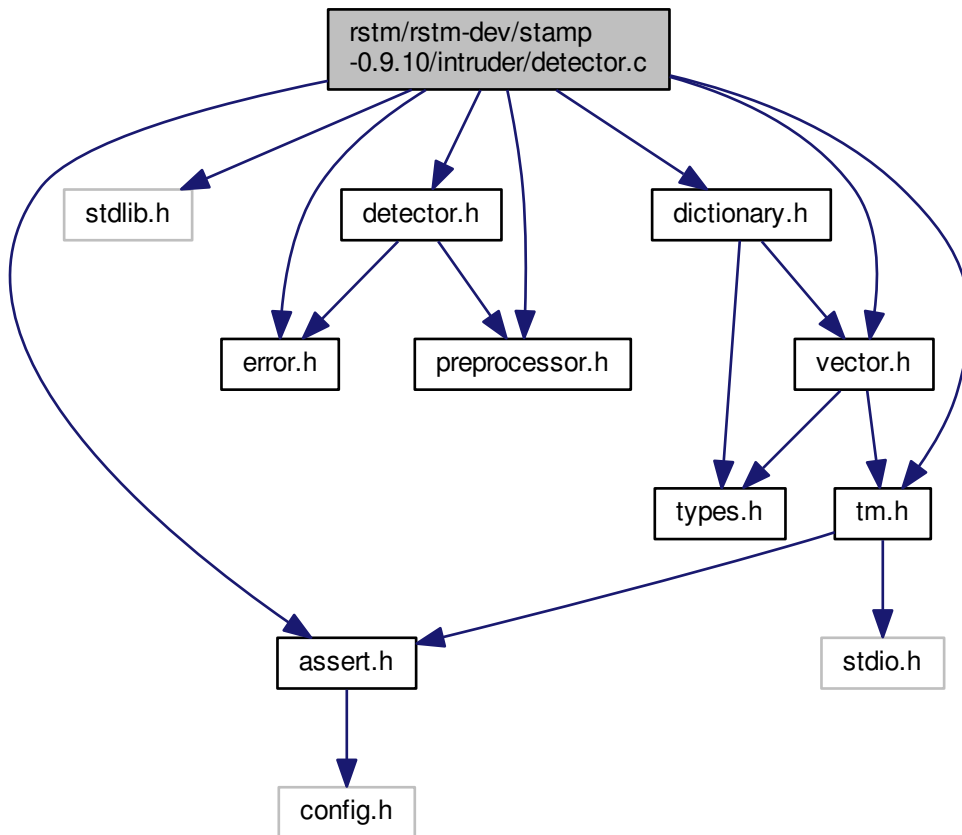 rstm/rstm-dev/stamp
-0.9.10/intruder/detector.c
stdlib.h
detector.h
dictionary.h
error.h
preprocessor.h
vector.h
types.h
tm.h
assert.h
stdio.h
config.h